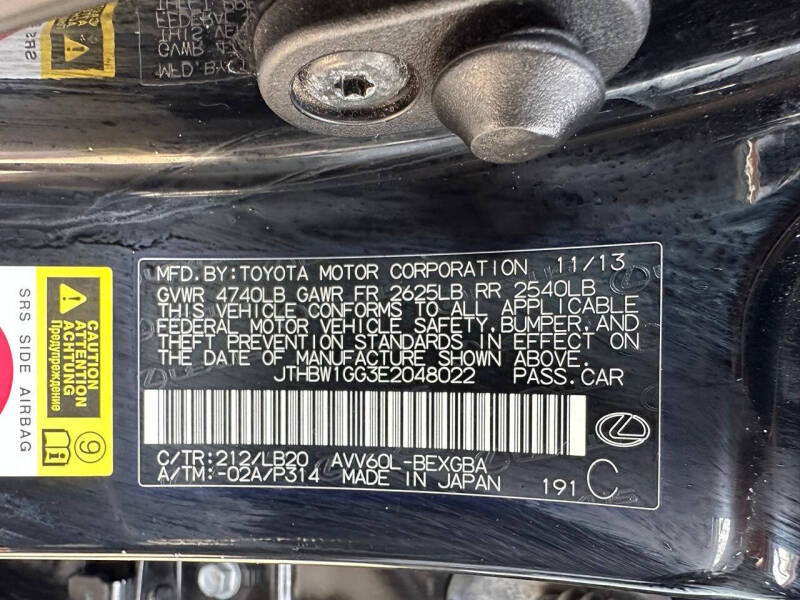 MFD. BY: TOYOTA MOTOR CORPORATION 11/13
GVWR 4740LB GAWR FR 2625LB RR 2540LB
THIS VEHICLE CONFORMS TO ALL APPLICABLE
FEDERAL MOTOR VEHICLE SAFETY, BUMPER, AND
THEFT PREVENTION STANDARDS IN EFFECT ON
THE DATE OF MANUFACTURE SHOWN ABOVE.
JTHBW1GG3E2048022 PASS.CAR
C/TR:212/LB20 AVV60L-BEXGBA
A/TM:-02A/P314 MADE IN JAPAN 191 C
CAUTION
ATTENTION
ACHTUNG
Предупреждение
9
SRS SIDE AIRBAG